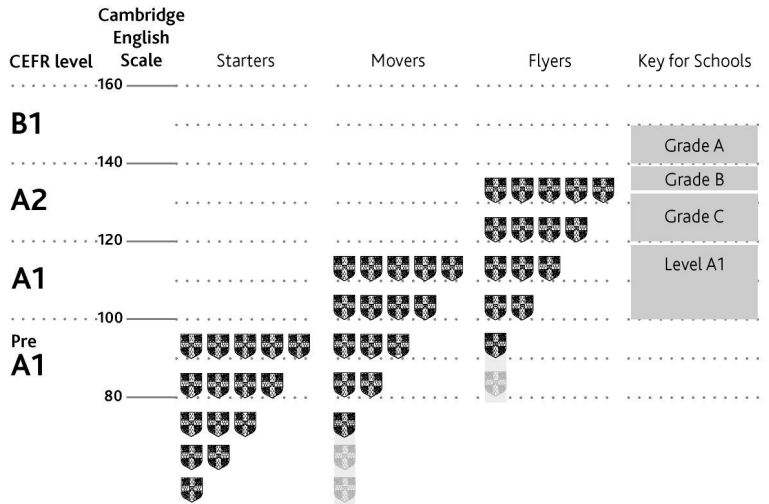 Cambridge
English
Scale
CEFR level
Starters
Movers
Flyers
Key for Schools
160
B1
Grade A
140
Grade B
A2
Grade C
120
A1
Level A1
100
Pre
A1
80